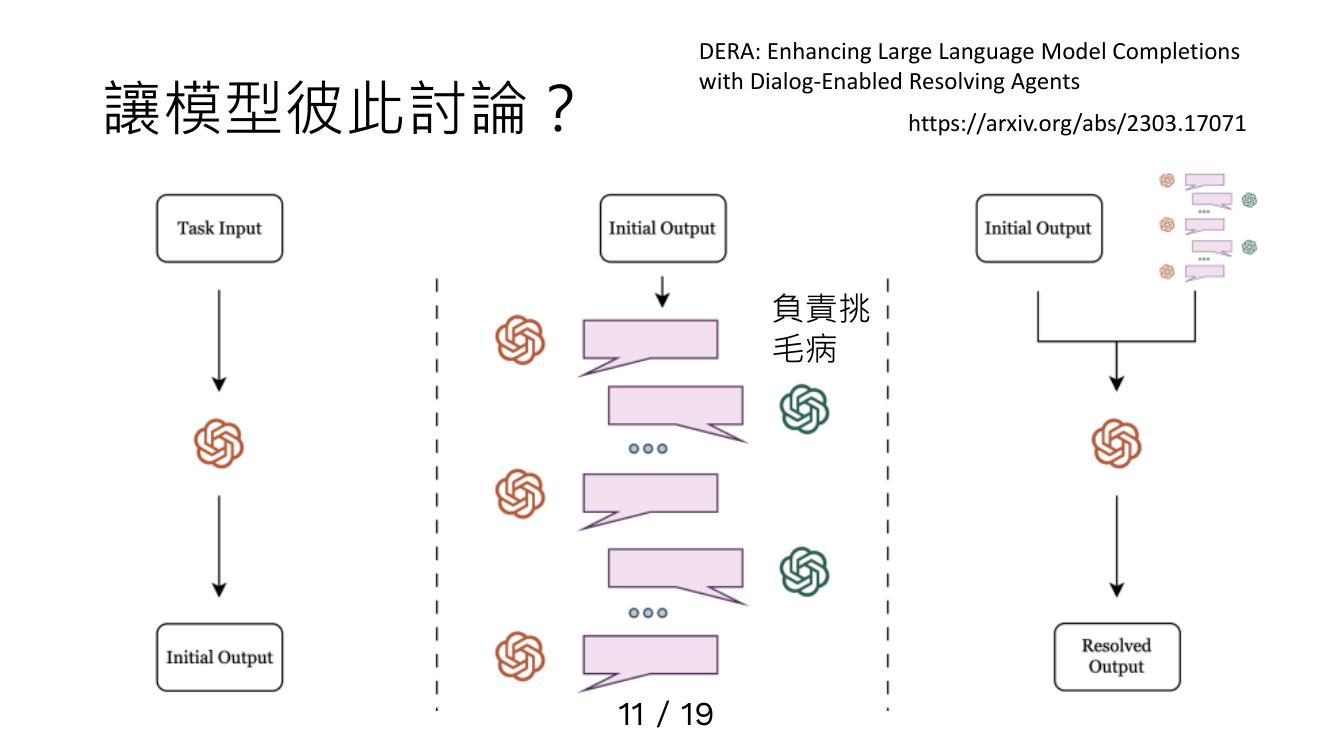 讓模型彼此討論？
DERA: Enhancing Large Language Model Completions
with Dialog-Enabled Resolving Agents
https://arxiv.org/abs/2303.17071
Task Input
Initial Output
Initial Output
負責挑
毛病
Initial Output
Resolved
Output
11 / 19